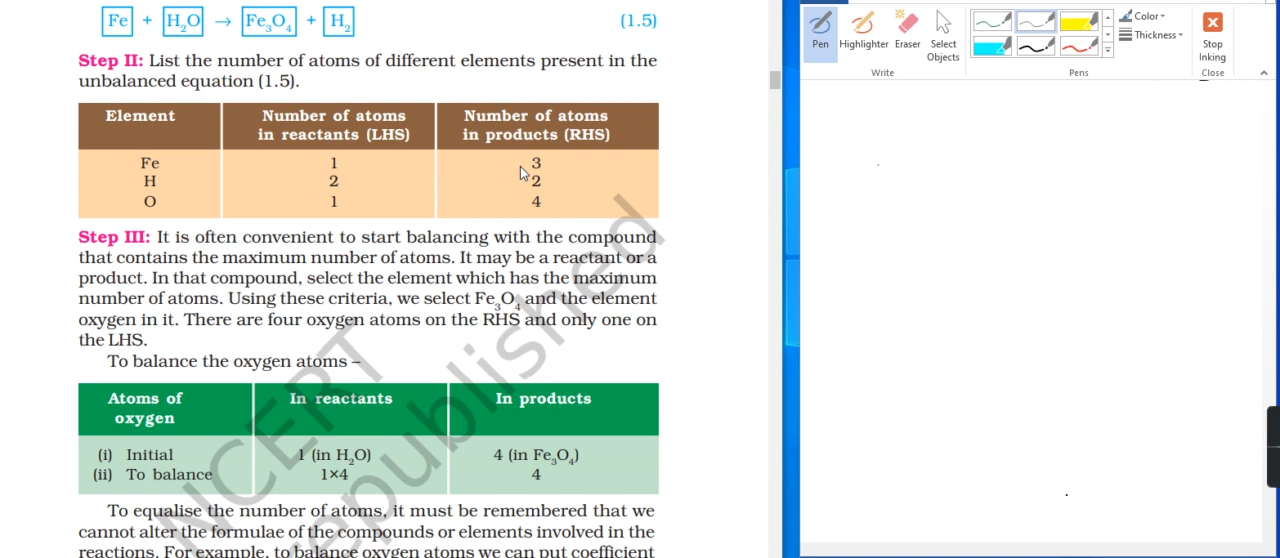 Fe + H₂O → Fe₃O₄ + H₂ (1.5)
Step II: List the number of atoms of different elements present in the
unbalanced equation (1.5).
Element Number of atoms in reactants (LHS) Number of atoms in products (RHS)
Fe 1 3
H 2 2
O 1 4
Step III: It is often convenient to start balancing with the compound
that contains the maximum number of atoms. It may be a reactant or a
product. In that compound, select the element which has the maximum
number of atoms. Using these criteria, we select Fe₃O₄ and the element
oxygen in it. There are four oxygen atoms on the RHS and only one on
the LHS.
To balance the oxygen atoms –
Atoms of oxygen In reactants In products
(i) Initial 1 (in H₂O) 4 (in Fe₃O₄)
(ii) To balance 1×4 4
To equalise the number of atoms, it must be remembered that we
cannot alter the formulae of the compounds or elements involved in the
reactions. For example, to balance oxygen atoms we can put coefficient
NCERT
republished
Pen Highlighter Eraser Select Objects
Write
Pens
Color
Thickness
Stop Inking
Close